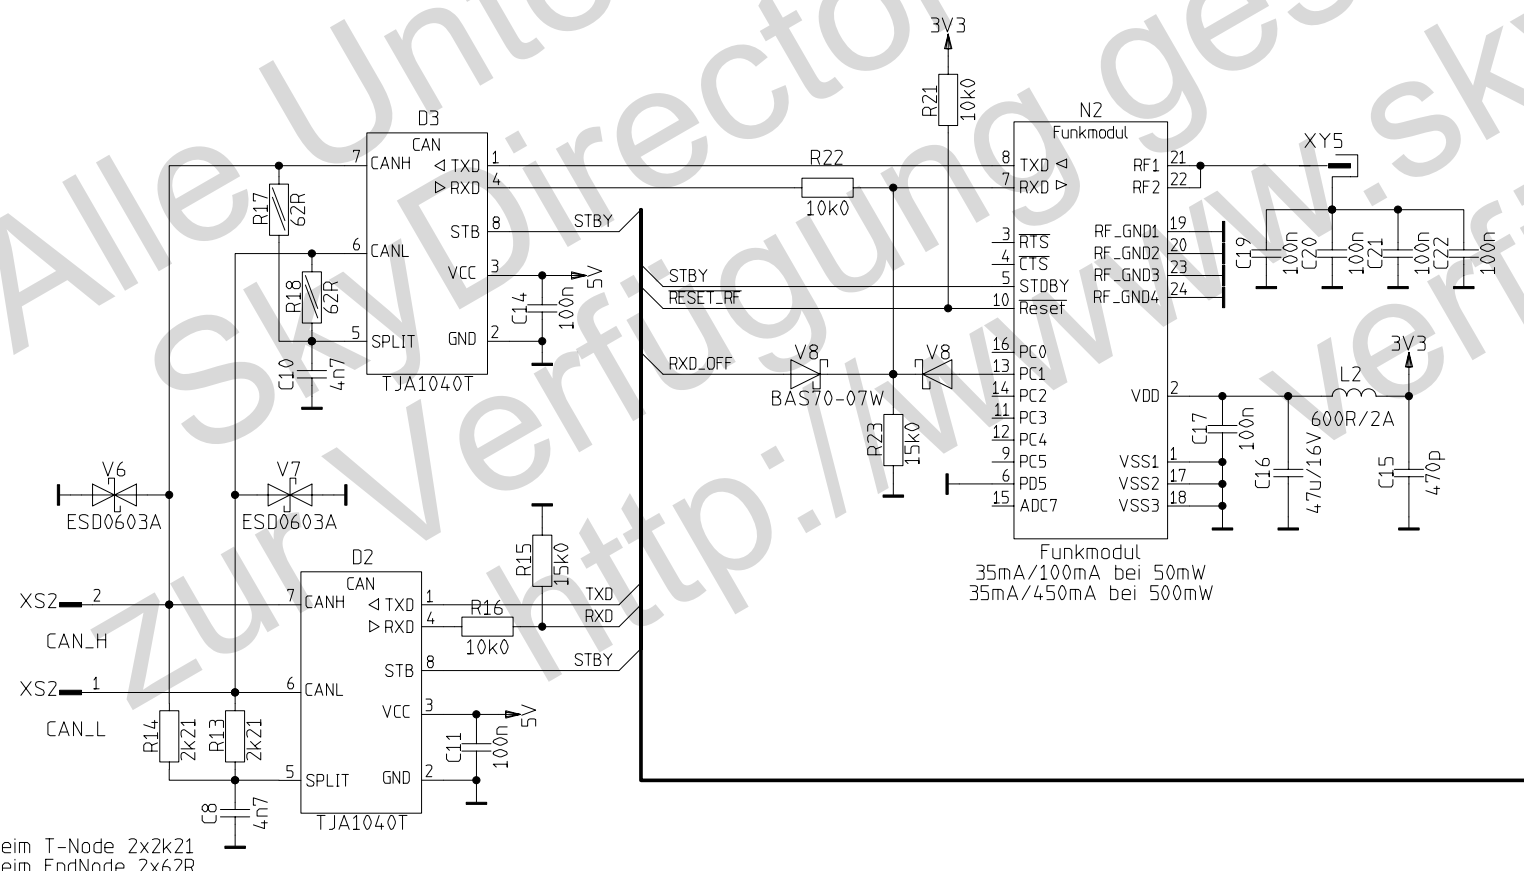 Alle Unt
SkyDirector
zur Verfügung ges
http://www.sky
verfü
3V3
R21
10k0
D3
CAN
7 CANH
TXD 1
RXD 4
STB 8
STBY
6 CANL
VCC 3
5V
C14
100n
5 SPLIT
GND 2
TJA1040T
R17
62R
R18
62R
C10
4n7
R22
10k0
N2
Funkmodul
8 TXD
7 RXD
3 RTS
4 CTS
5 STDBY
10 Reset
16 PC0
13 PC1
14 PC2
11 PC3
12 PC4
9 PC5
6 PD5
15 ADC7
RF1 21
RF2 22
RF_GND1 19
RF_GND2 20
RF_GND3 23
RF_GND4 24
VDD 2
VSS1 1
VSS2 17
VSS3 18
Funkmodul
35mA/100mA bei 50mW
35mA/450mA bei 500mW
XY5
C19
100n
C20
100n
C21
100n
C22
100n
3V3
L2
600R/2A
C17
100n
C16
47u/16V
C15
470p
STBY
RESET_RF
RXD_OFF
V8
V8
BAS70-07W
R23
15k0
V6
ESD0603A
V7
ESD0603A
XS2 2
CAN_H
XS2 1
CAN_L
D2
CAN
7 CANH
TXD 1
RXD 4
STB 8
6 CANL
VCC 3
5 SPLIT
GND 2
TJA1040T
R15
15k0
R16
10k0
TXD
RXD
STBY
5V
C11
100n
R14
2k21
R13
2k21
C8
4n7
eim T-Node 2x2k21
eim EndNode 2x62R